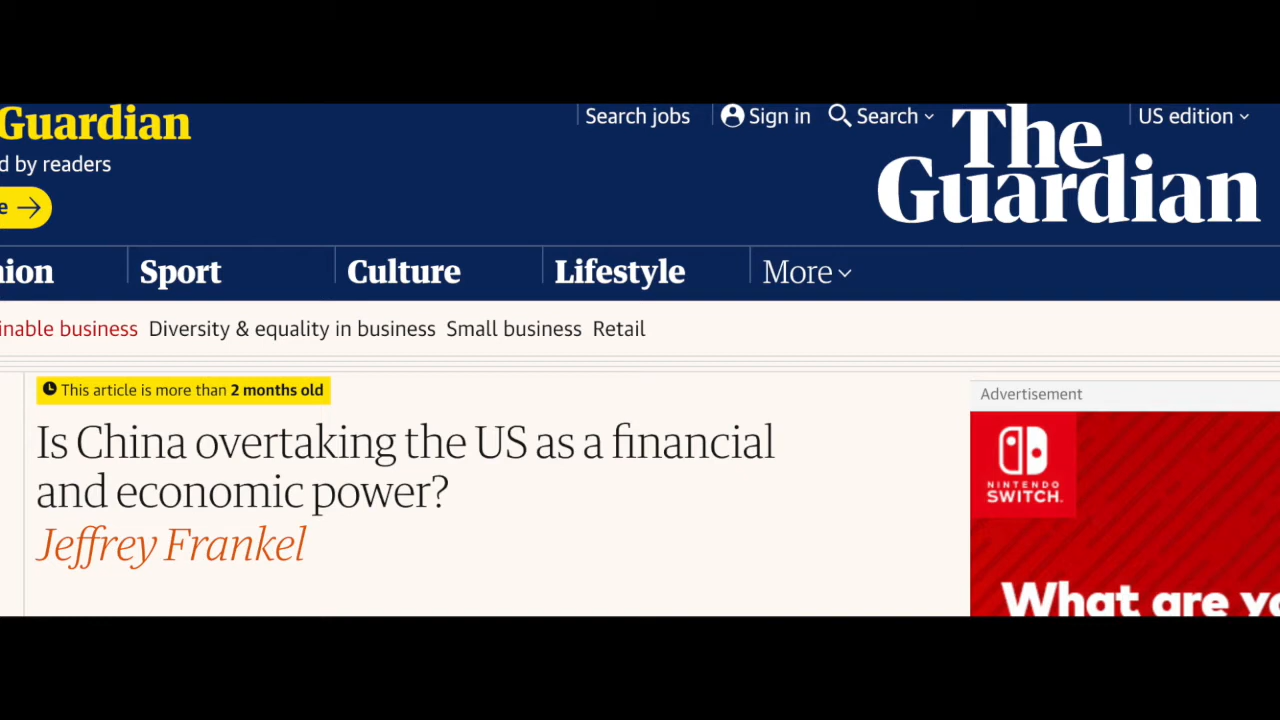 Guardian
d by readers
e
Search jobs
Sign in
Search
The
Guardian
US edition
nion
Sport
Culture
Lifestyle
More
inable business Diversity & equality in business Small business Retail
This article is more than 2 months old
Is China overtaking the US as a financial
and economic power?
Jeffrey Frankel
Advertisement
NINTENDO
SWITCH.
What are yo